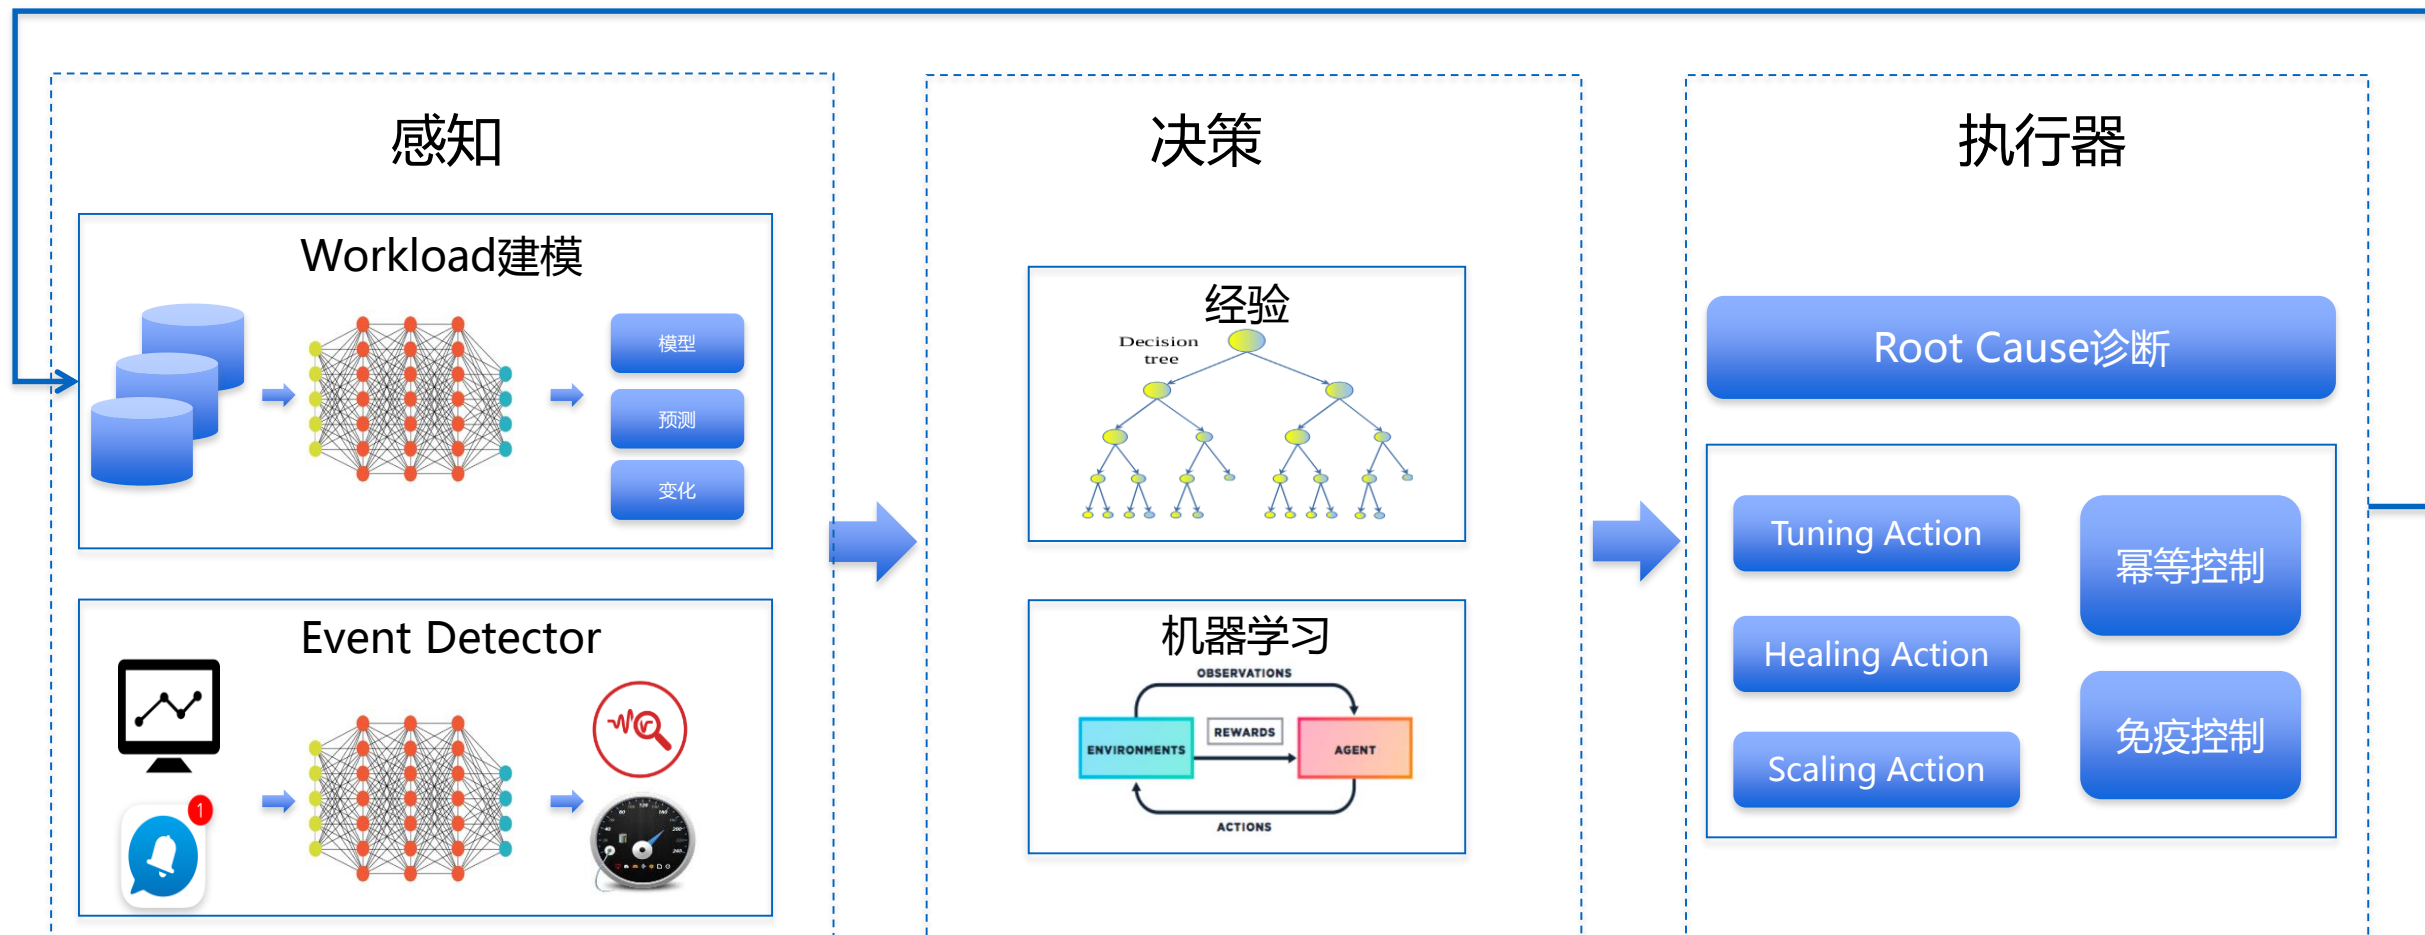 感知
Workload建模
模型
预测
变化
Event Detector
1
决策
经验
Decision
tree
机器学习
OBSERVATIONS
ENVIRONMENTS
REWARDS
AGENT
ACTIONS
执行器
Root Cause诊断
Tuning Action
Healing Action
Scaling Action
幂等控制
免疫控制